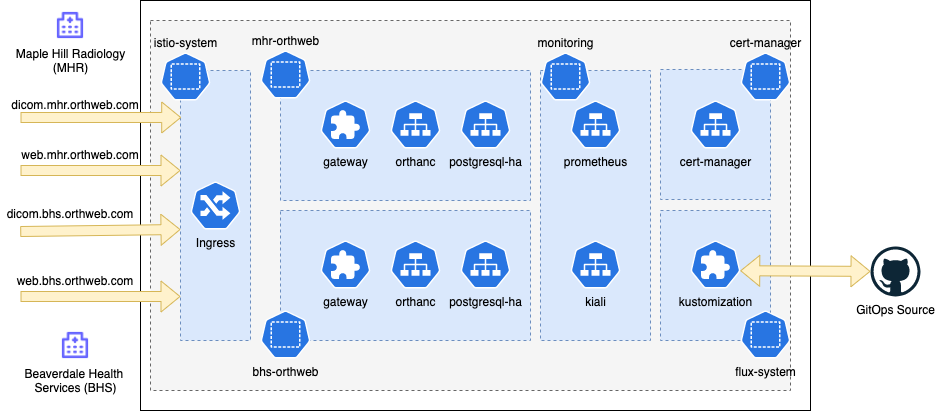 Maple Hill Radiology
(MHR)
istio-system
mhr-orthweb
monitoring
cert-manager
dicom.mhr.orthweb.com
web.mhr.orthweb.com
dicom.bhs.orthweb.com
web.bhs.orthweb.com
Ingress
gateway
orthanc
postgresql-ha
prometheus
cert-manager
gateway
orthanc
postgresql-ha
kiali
kustomization
GitOps Source
bhs-orthweb
flux-system
Beaverdale Health
Services (BHS)